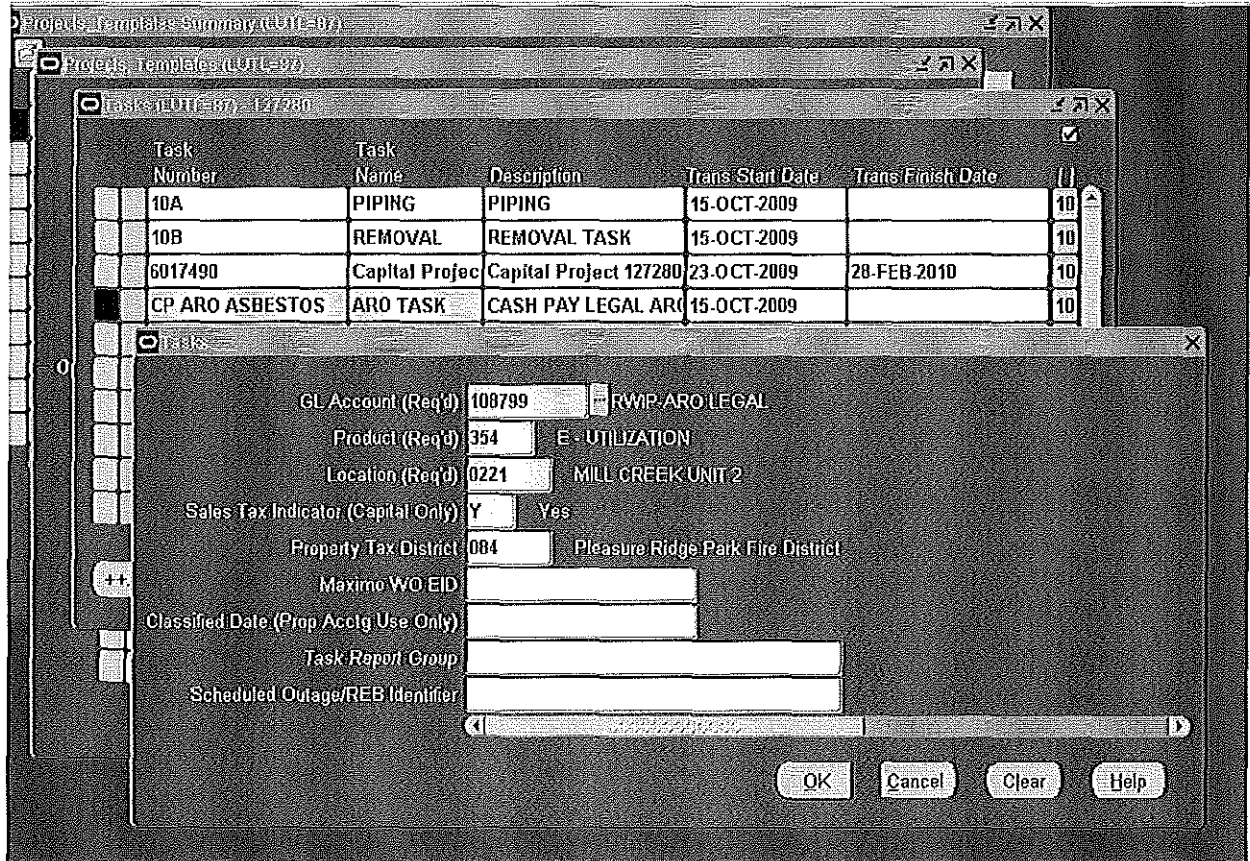 Projects, Templates Summary (LUTL=87)
Projects, Templates (LUTL=87)
Tasks (LUTL=87) - 127280
Task Number Task Name Description Trans Start Date Trans Finish Date
10A PIPING PIPING 15-OCT-2009 10
10B REMOVAL REMOVAL TASK 15-OCT-2009 10
6017490 Capital Projec Capital Project 127280 23-OCT-2009 28-FEB-2010 10
CP ARO ASBESTOS ARO TASK CASH PAY LEGAL ARO 15-OCT-2009 10
Tasks
GL Account (Req'd) 108799 RWIP-ARO LEGAL
Product (Req'd) 354 E - UTILIZATION
Location (Req'd) 0221 MILL CREEK UNIT 2
Sales Tax Indicator (Capital Only) Y Yes
Property Tax District 084 Pleasure Ridge Park Fire District
Maximo WO EID
++
Classified Date (Prop Acctg Use Only)
Task Report Group
Scheduled Outage/REB Identifier
OK Cancel Clear Help